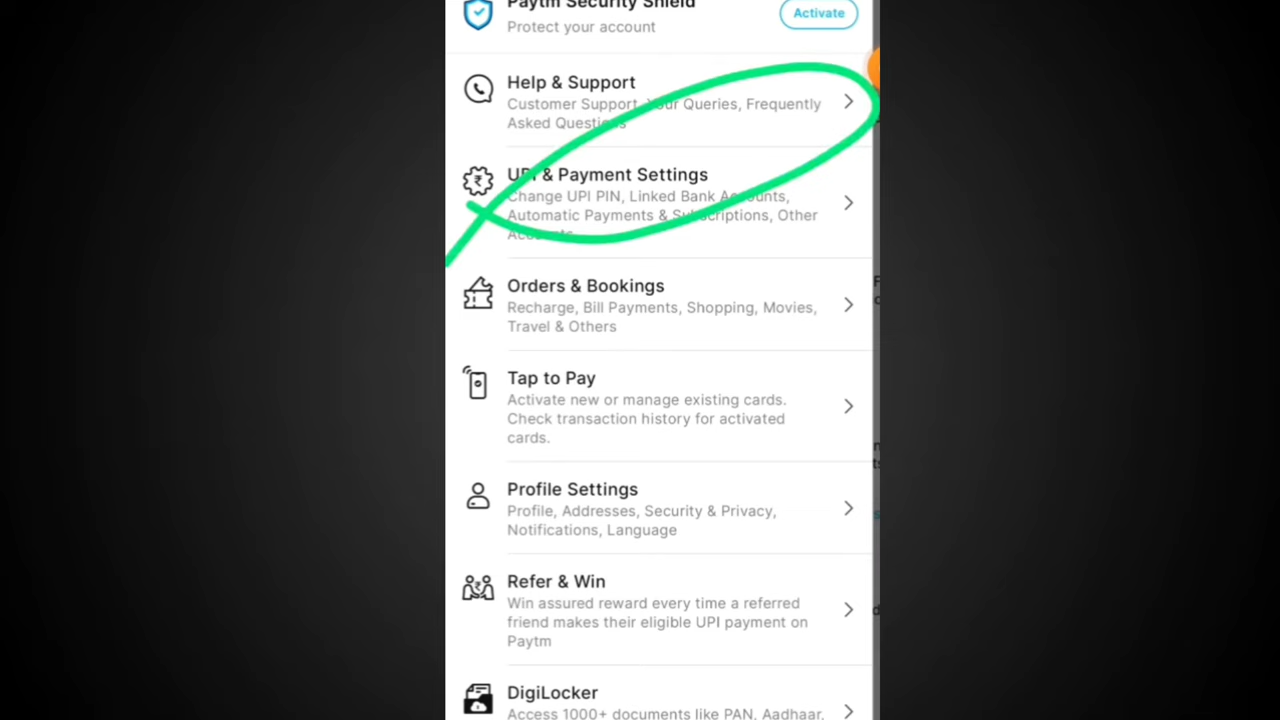 Paytm Security Shield
Protect your account
Activate
Help & Support
Customer Support, Your Queries, Frequently
Asked Questions
UPI & Payment Settings
Change UPI PIN, Linked Bank Accounts,
Automatic Payments & Subscriptions, Other
Accounts
Orders & Bookings
Recharge, Bill Payments, Shopping, Movies,
Travel & Others
Tap to Pay
Activate new or manage existing cards.
Check transaction history for activated
cards.
Profile Settings
Profile, Addresses, Security & Privacy,
Notifications, Language
Refer & Win
Win assured reward every time a referred
friend makes their eligible UPI payment on
Paytm
DigiLocker
Access 1000+ documents like PAN, Aadhaar,